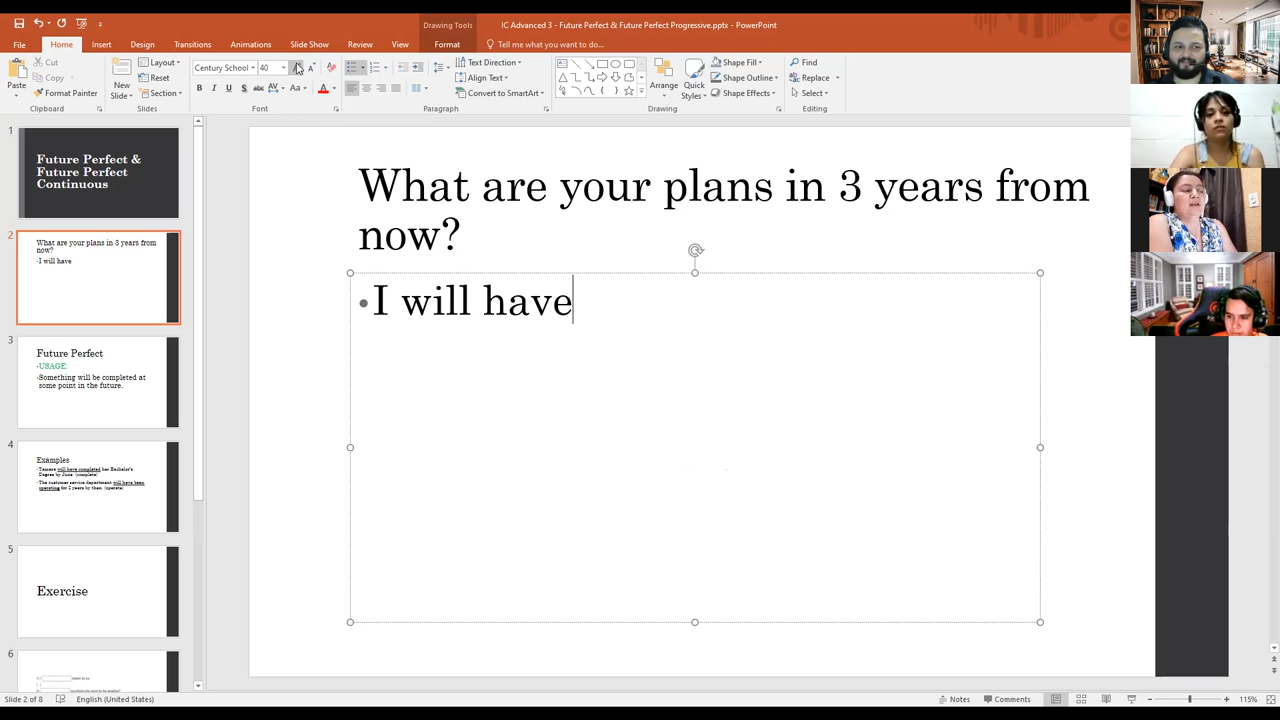 Drawing Tools
IC Advanced 3 - Future Perfect & Future Perfect Progressive.pptx - PowerPoint
File Home Insert Design Transitions Animations Slide Show Review View Format Tell me what you want to do...
Paste
Cut
Copy
Format Painter
Clipboard
New Slide
Layout
Reset
Section
Slides
Century School 40
B I U S abc AV Aa A
Font
Paragraph
Text Direction
Align Text
Convert to SmartArt
Arrange
Quick Styles
Shape Fill
Shape Outline
Shape Effects
Drawing
Find
Replace
Select
Editing
1
Future Perfect &
Future Perfect
Continuous
2
What are your plans in 3 years from
now?
•I will have
3
Future Perfect
•USAGE:
•Something will be completed at
some point in the future.
4
Examples
will have completed her Bachelor's
Degree by June. (complete)
The customer service department will have been
operating for 2 years by then. (operate)
5
Exercise
6
What are your plans in 3 years from
now?
•I will have
Slide 2 of 8 English (United States) Notes Comments 115%